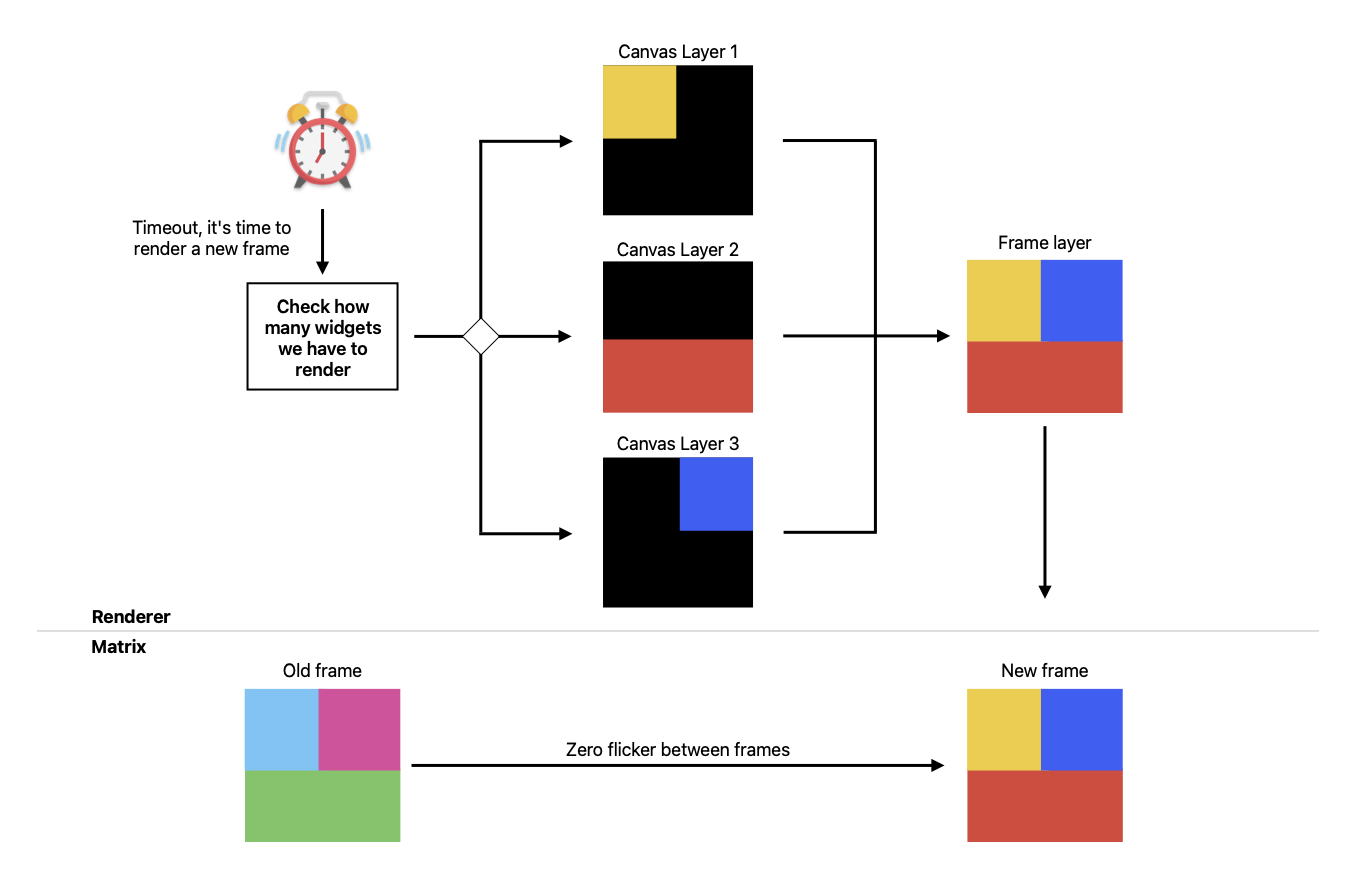 Canvas Layer 1
Timeout, it's time to
render a new frame
Check how
many widgets
we have to
render
Canvas Layer 2
Frame layer
Canvas Layer 3
Renderer
Matrix
Old frame
New frame
Zero flicker between frames